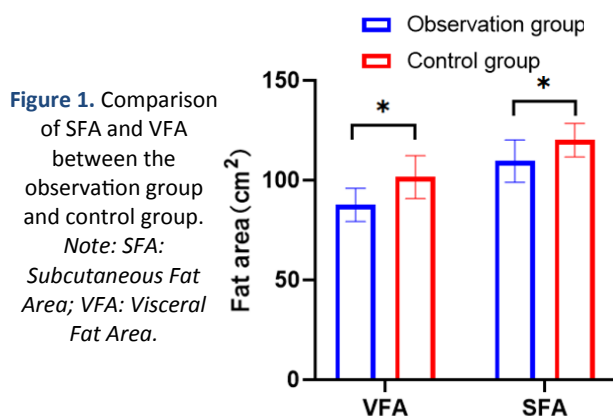 Figure 1. Comparison
of SFA and VFA
between the
observation group
and control group.
Note: SFA:
Subcutaneous Fat
Area; VFA: Visceral
Fat Area.
Observation group
Control group
Fat area(cm²)
150
100
50
0
*
*
VFA
SFA